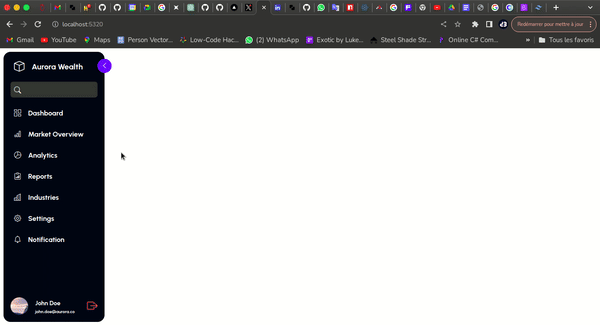 localhost:5320
Redémarrer pour mettre à jour
Gmail
YouTube
Maps
Person Vector...
Low-Code Hac...
(2) WhatsApp
Exotic by Luke...
Steel Shade Str...
Online C# Com...
»
Tous les favoris
Aurora Wealth
Dashboard
Market Overview
Analytics
Reports
Industries
Settings
Notification
John Doe
john.doe@aurora.co